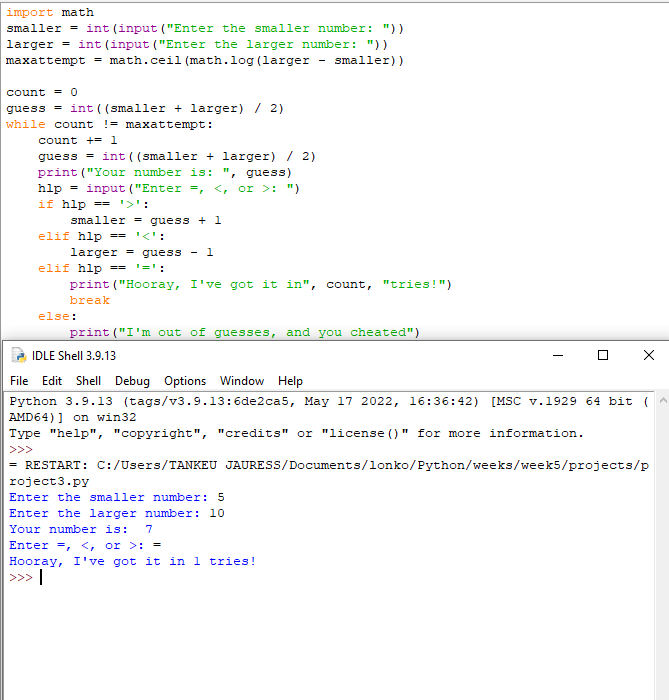 import math
smaller = int(input("Enter the smaller number: "))
larger = int(input("Enter the larger number: "))
maxattempt = math.ceil(math.log(larger - smaller))

count = 0
guess = int((smaller + larger) / 2)
while count != maxattempt:
    count += 1
    guess = int((smaller + larger) / 2)
    print("Your number is: ", guess)
    hlp = input("Enter =, <, or >: ")
    if hlp == '>':
        smaller = guess + 1
    elif hlp == '<':
        larger = guess - 1
    elif hlp == '=':
        print("Hooray, I've got it in", count, "tries!")
        break
    else:
        print("I'm out of guesses, and you cheated")
IDLE Shell 3.9.13
File Edit Shell Debug Options Window Help
Python 3.9.13 (tags/v3.9.13:6de2ca5, May 17 2022, 16:36:42) [MSC v.1929 64 bit (
AMD64)] on win32
Type "help", "copyright", "credits" or "license()" for more information.
>>>
= RESTART: C:/Users/TANKEU JAURESS/Documents/lonko/Python/weeks/week5/projects/p
roject3.py
Enter the smaller number: 5
Enter the larger number: 10
Your number is:  7
Enter =, <, or >: =
Hooray, I've got it in 1 tries!
>>>